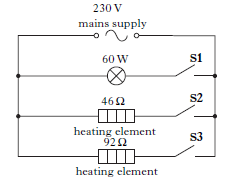 230 V
mains supply
60 W
S1
46 Ω
S2
heating element
92 Ω
S3
heating element